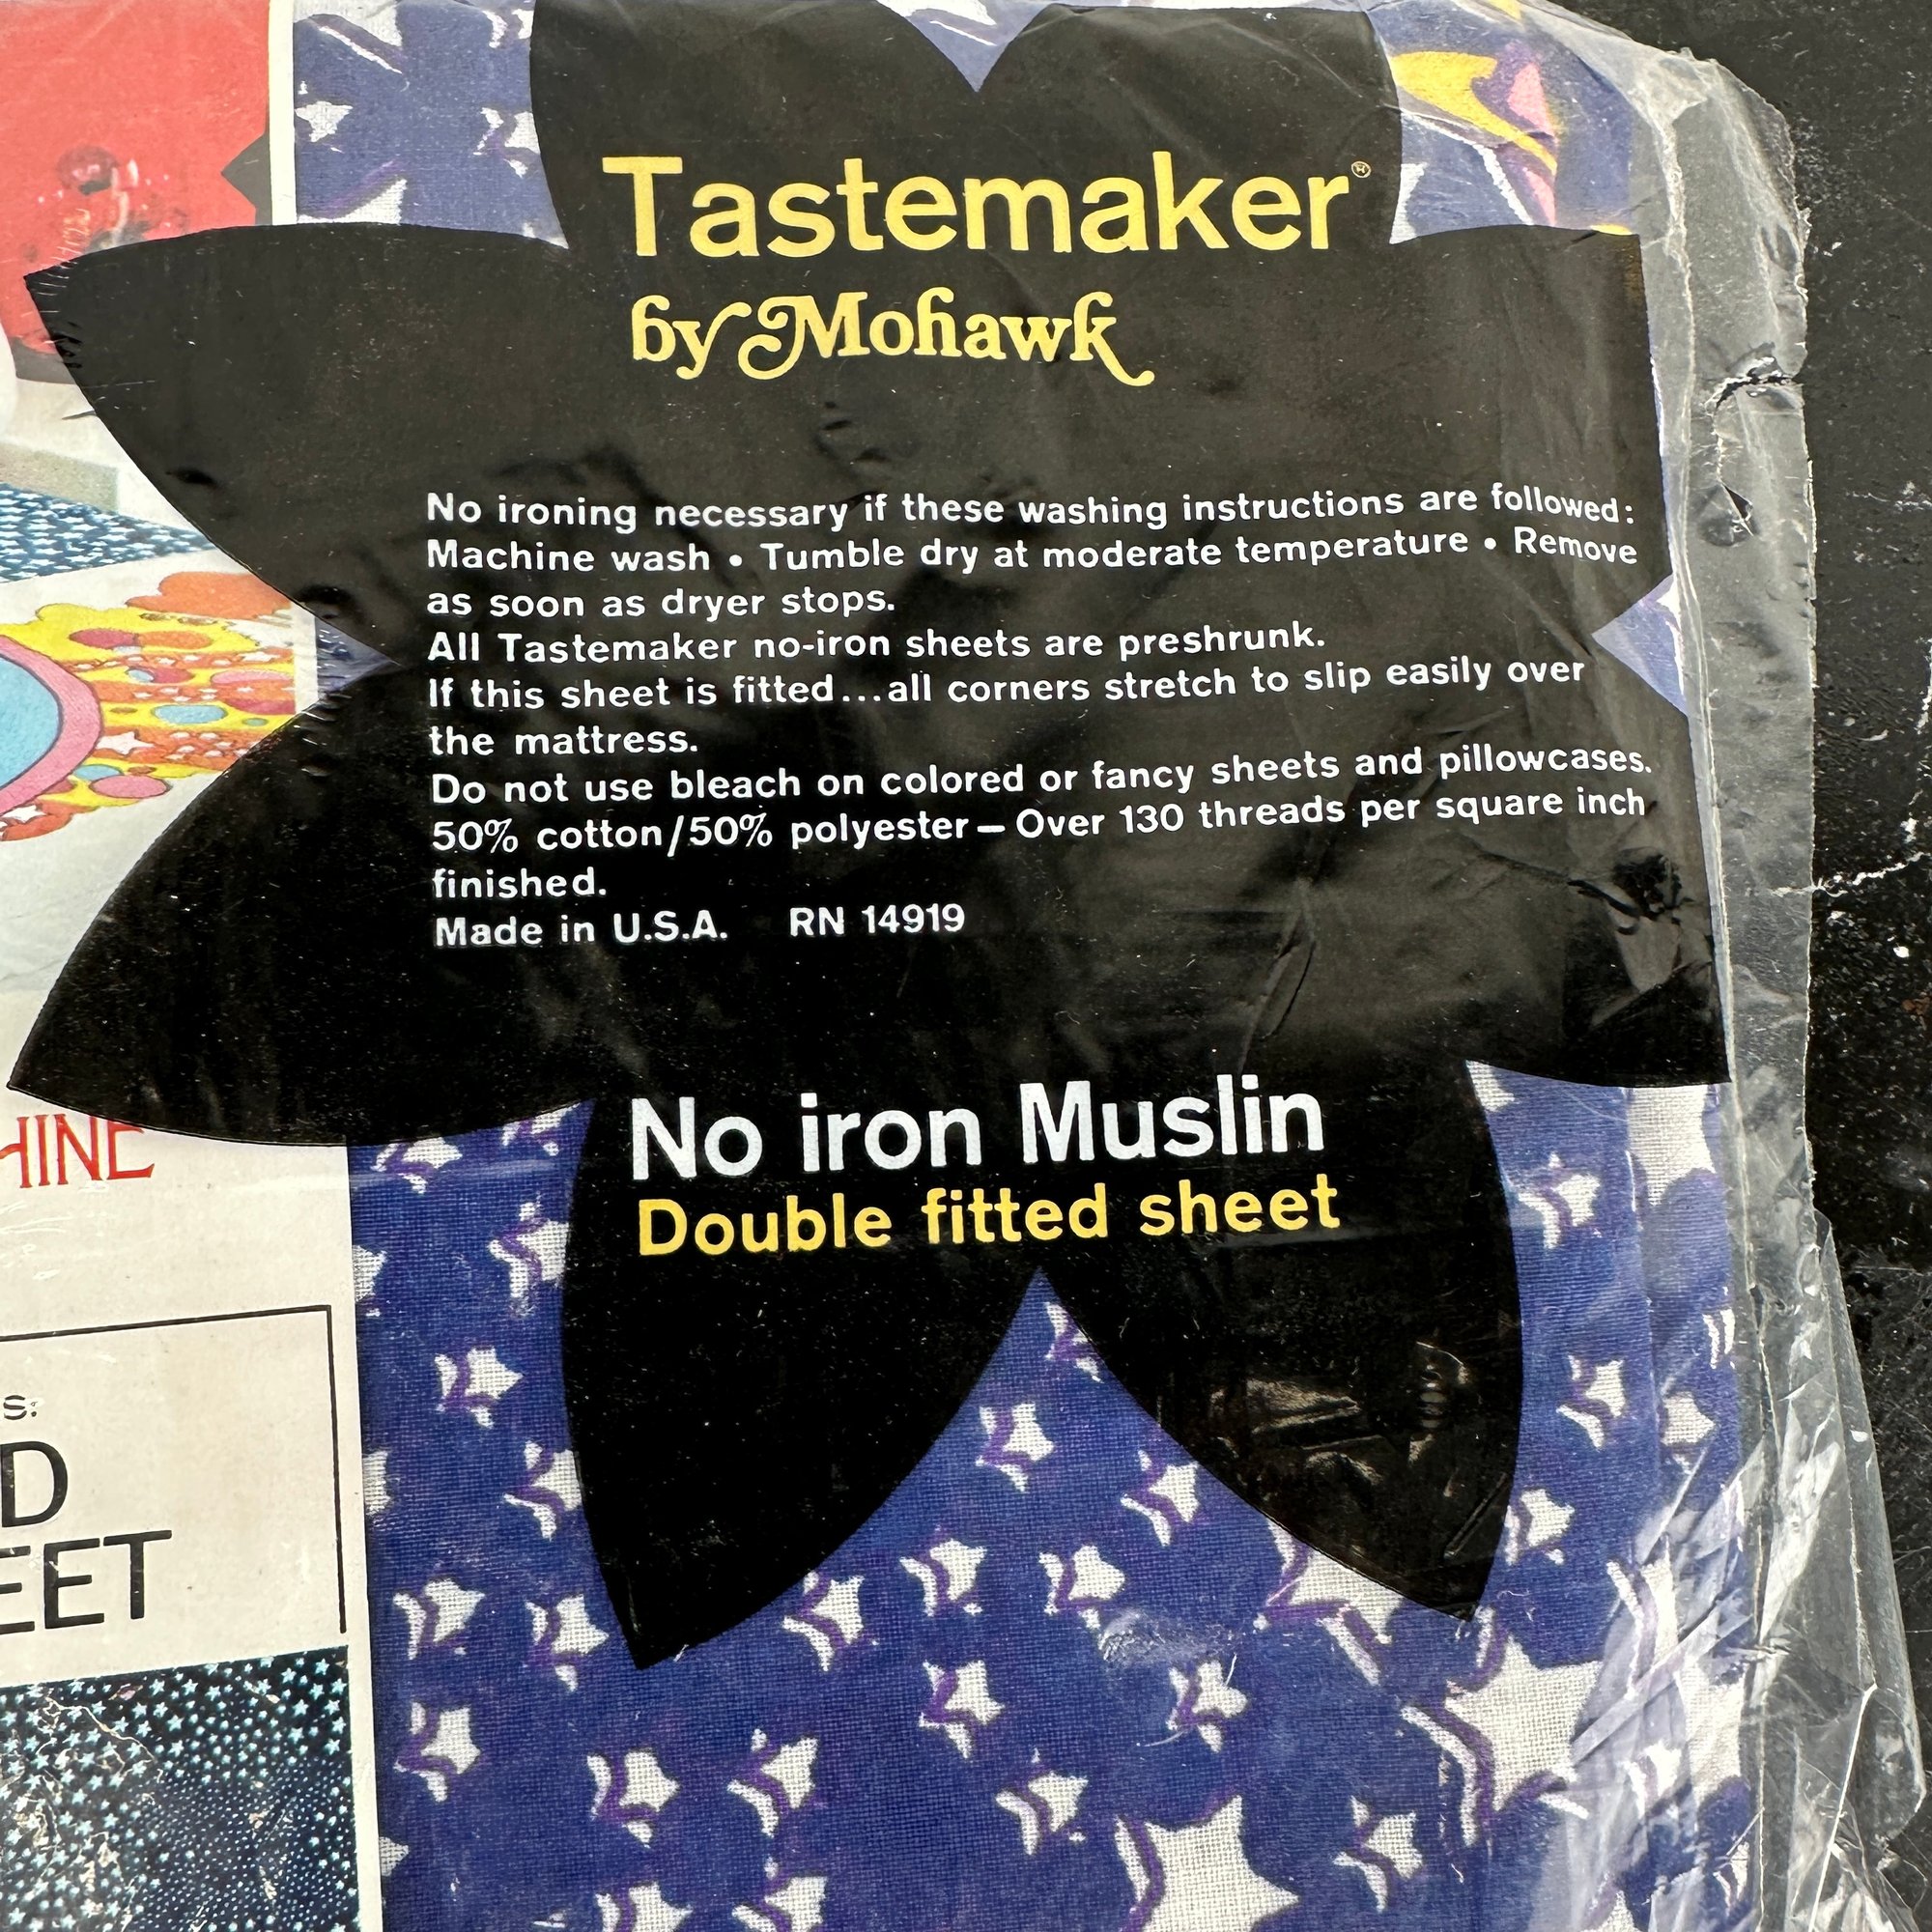 Tastemaker®
by Mohawk
No ironing necessary if these washing instructions are followed:
Machine wash • Tumble dry at moderate temperature • Remove
as soon as dryer stops.
All Tastemaker no-iron sheets are preshrunk.
If this sheet is fitted...all corners stretch to slip easily over
the mattress.
Do not use bleach on colored or fancy sheets and pillowcases.
50% cotton/50% polyester — Over 130 threads per square inch
finished.
Made in U.S.A. RN 14919
No iron Muslin
Double fitted sheet
HINE
s:
D
EET